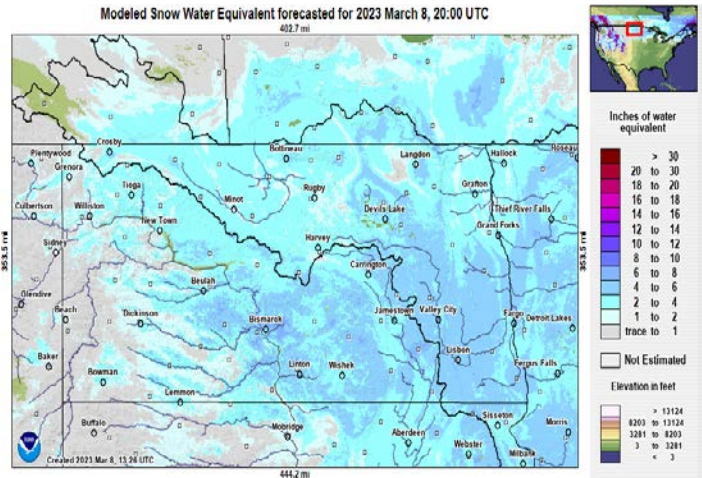 Modeled Snow Water Equivalent forecasted for 2023 March 8, 20:00 UTC
402.7 mi
353.5 mi
353.5 mi
444.2 mi
Crosby
Bottineau
Langdon
Hallock
Roseau
Plentywood
Grenora
Tioga
Minot
Rugby
Grafton
Culbertson
Williston
New Town
Devils Lake
Thief River Falls
Grand Forks
Sidney
Harvey
Carrington
Glendive
Beulah
Beach
Dickinson
Bismarck
Jamestown
Valley City
Fargo
Detroit Lakes
Baker
Bowman
Linton
Wishek
Lisbon
Fergus Falls
Lemmon
Buffalo
Mobridge
Aberdeen
Sisseton
Morris
Webster
Milbank
Created 2023 Mar 8, 13:26 UTC
Inches of water
equivalent
> 30
20 to 30
18 to 20
16 to 18
14 to 16
12 to 14
10 to 12
8 to 10
6 to 8
4 to 6
2 to 4
1 to 2
trace to 1
Not Estimated
Elevation in feet
> 13124
8203 to 13124
3281 to 8203
3 to 3281
< 3